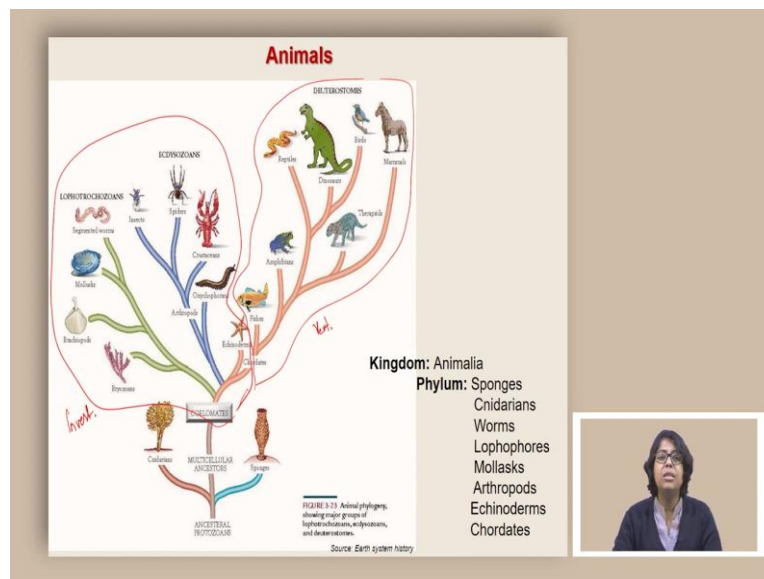 Animals
DEUTEROSTOMES
Birds
Mammals
Reptiles
Dinosaurs
ECDYSOZOANS
LOPHOTROCHOZOANS
Insects
Spiders
Segmented worms
Therapsids
Crustaceans
Mollusks
Amphibians
Onychophorans
Arthropods
Fishes
Brachiopods
Echinoderms
Vert.
Chordates
Bryozoans
Invert.
COELOMATES
Cnidarians
MULTICELLULAR
ANCESTORS
Sponges
ANCESTERAL
PROTOZOANS
FIGURE 3-23 Animal phylogeny,
showing major groups of
lophotrochozoans, ecdysozoans,
and deuterostomes.
Source: Earth system history
Kingdom: Animalia
Phylum: Sponges
Cnidarians
Worms
Lophophores
Mollasks
Arthropods
Echinoderms
Chordates